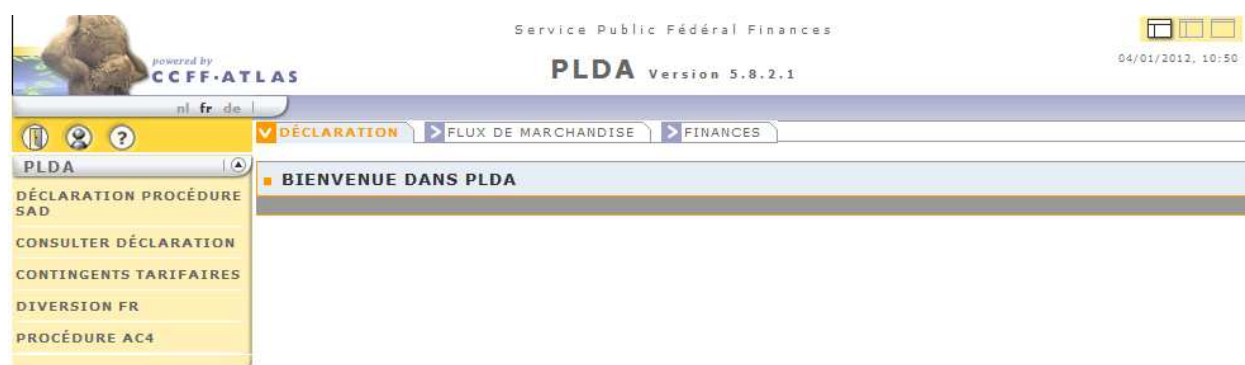 Service Public Fédéral Finances
powered by
CCFF-ATLAS
PLDA Version 5.8.2.1
04/01/2012, 10:50
nl fr de
?
DÉCLARATION
FLUX DE MARCHANDISE
FINANCES
PLDA
BIENVENUE DANS PLDA
DÉCLARATION PROCÉDURE
SAD
CONSULTER DÉCLARATION
CONTINGENTS TARIFAIRES
DIVERSION FR
PROCÉDURE AC4